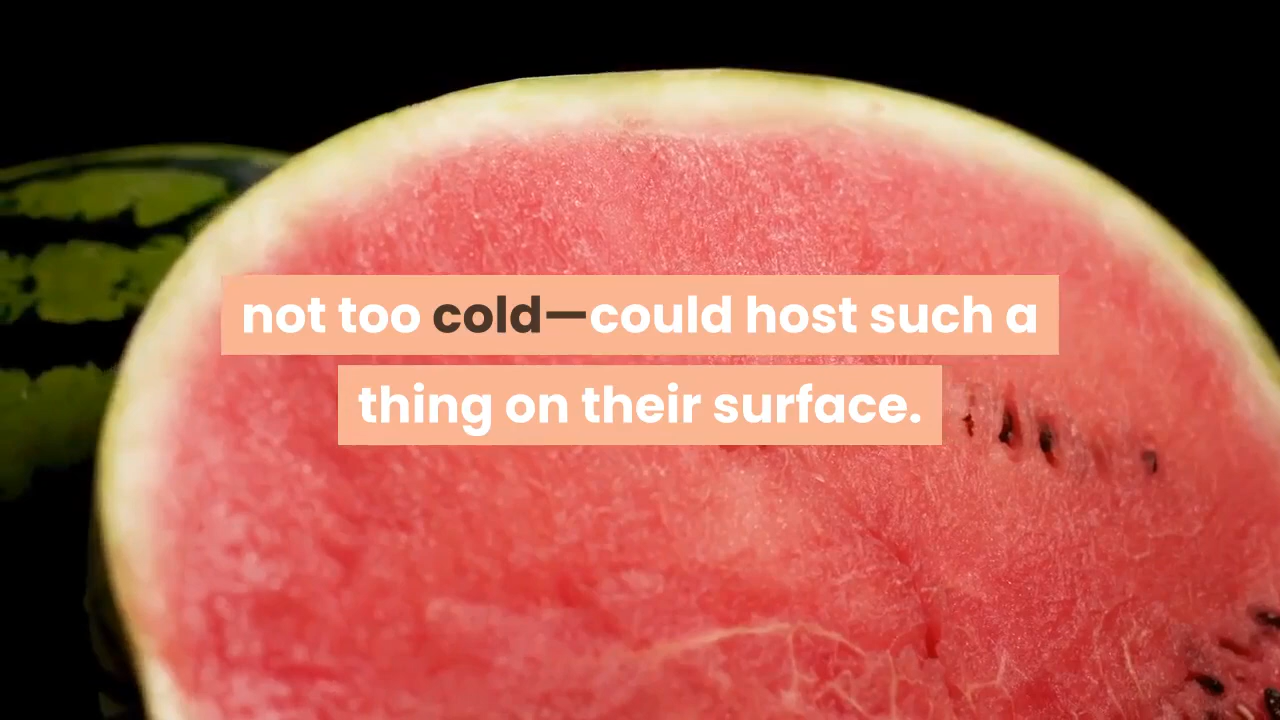 not too cold—could host such a
thing on their surface.